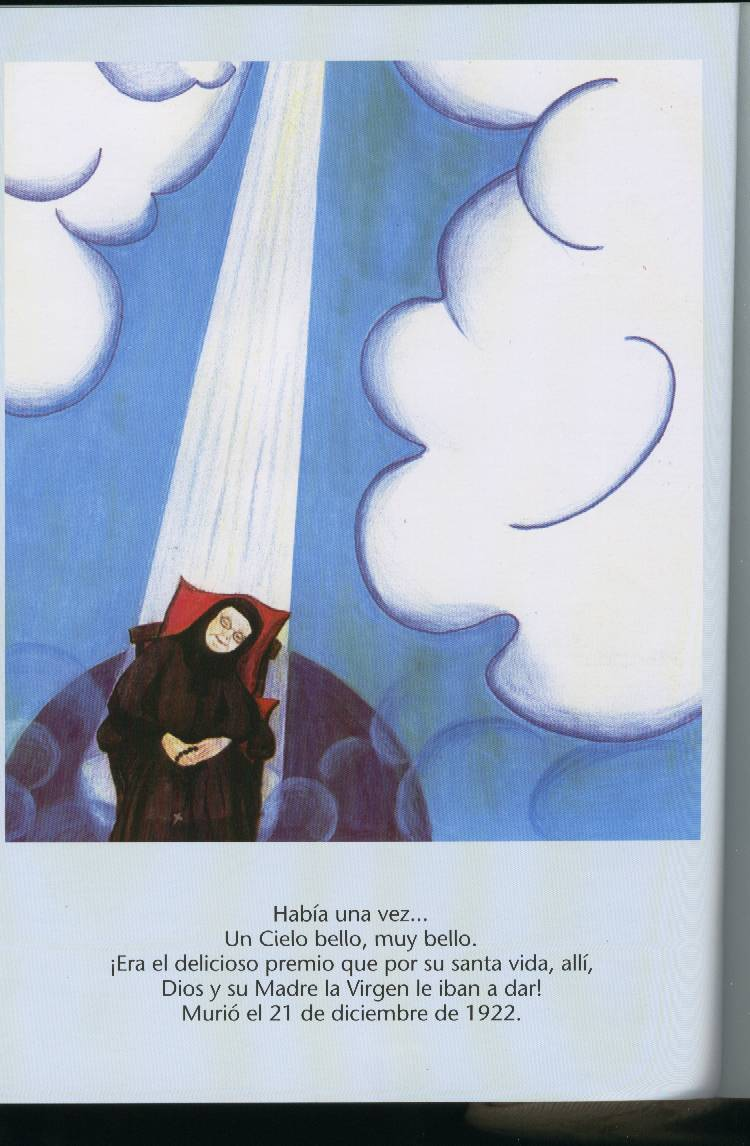 Había una vez...
Un Cielo bello, muy bello.
¡Era el delicioso premio que por su santa vida, allí,
Dios y su Madre la Virgen le iban a dar!
Murió el 21 de diciembre de 1922.